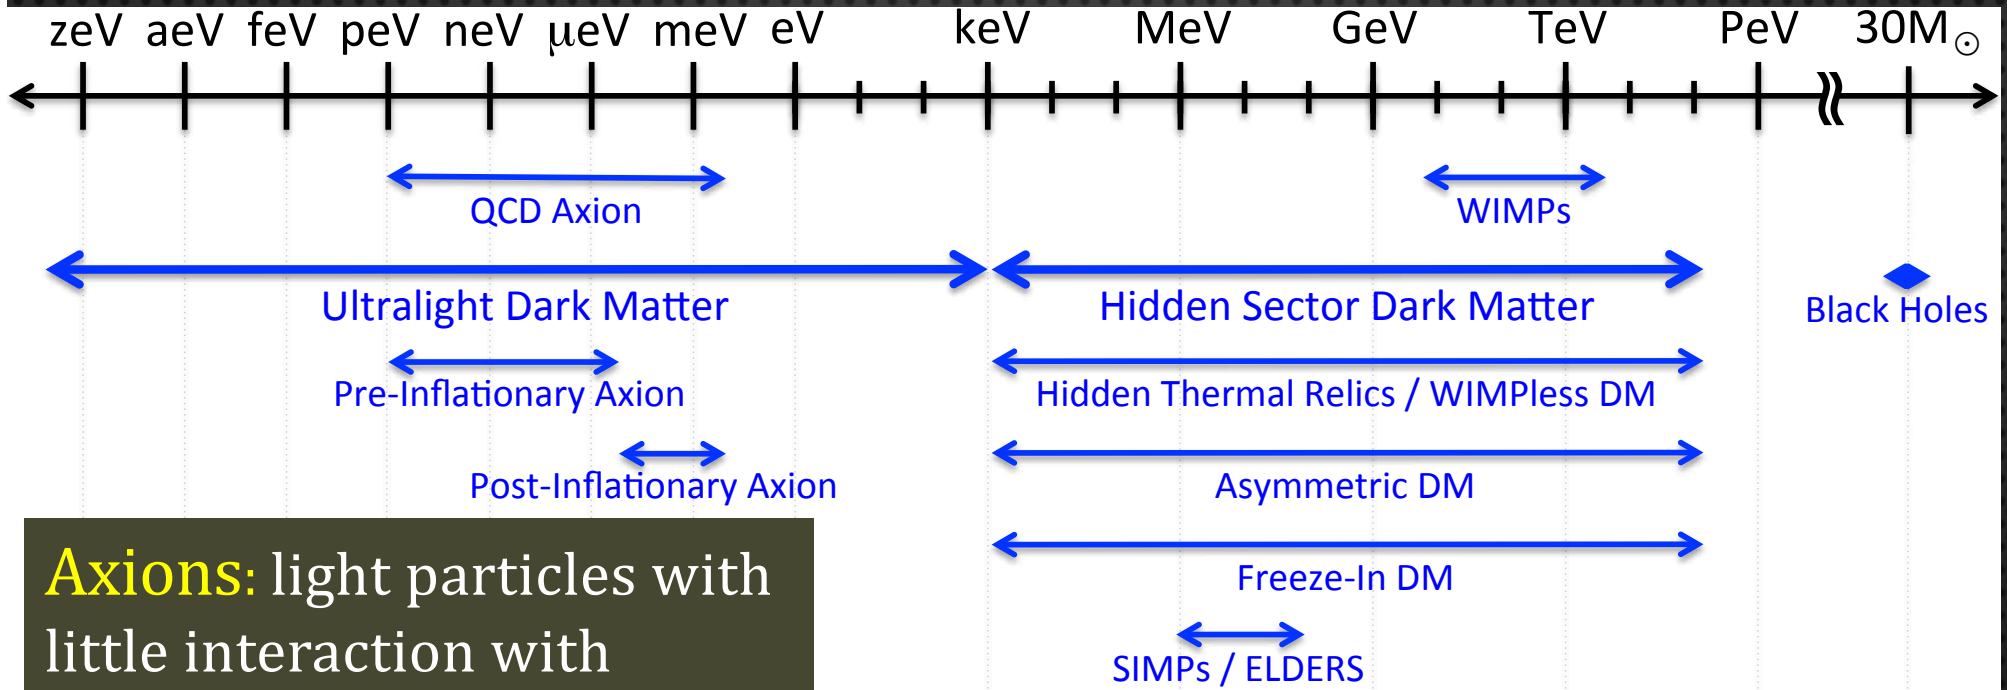 zeV aeV feV peV neV μeV meV eV keV MeV GeV TeV PeV 30M☉
QCD Axion WIMPs
Ultralight Dark Matter Hidden Sector Dark Matter Black Holes
Pre-Inflationary Axion Hidden Thermal Relics / WIMPless DM
Post-Inflationary Axion Asymmetric DM
Axions: light particles with
Freeze-In DM
little interaction with
SIMPs / ELDERS